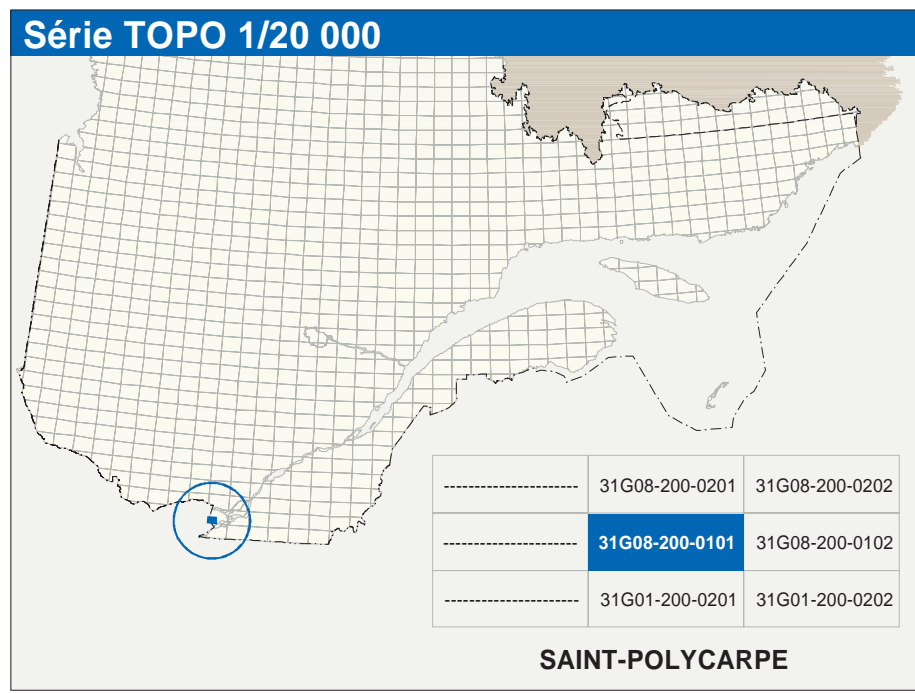 Série TOPO 1/20 000
--------------------- 31G08-200-0201 31G08-200-0202
--------------------- 31G08-200-0101 31G08-200-0102
--------------------- 31G01-200-0201 31G01-200-0202
SAINT-POLYCARPE